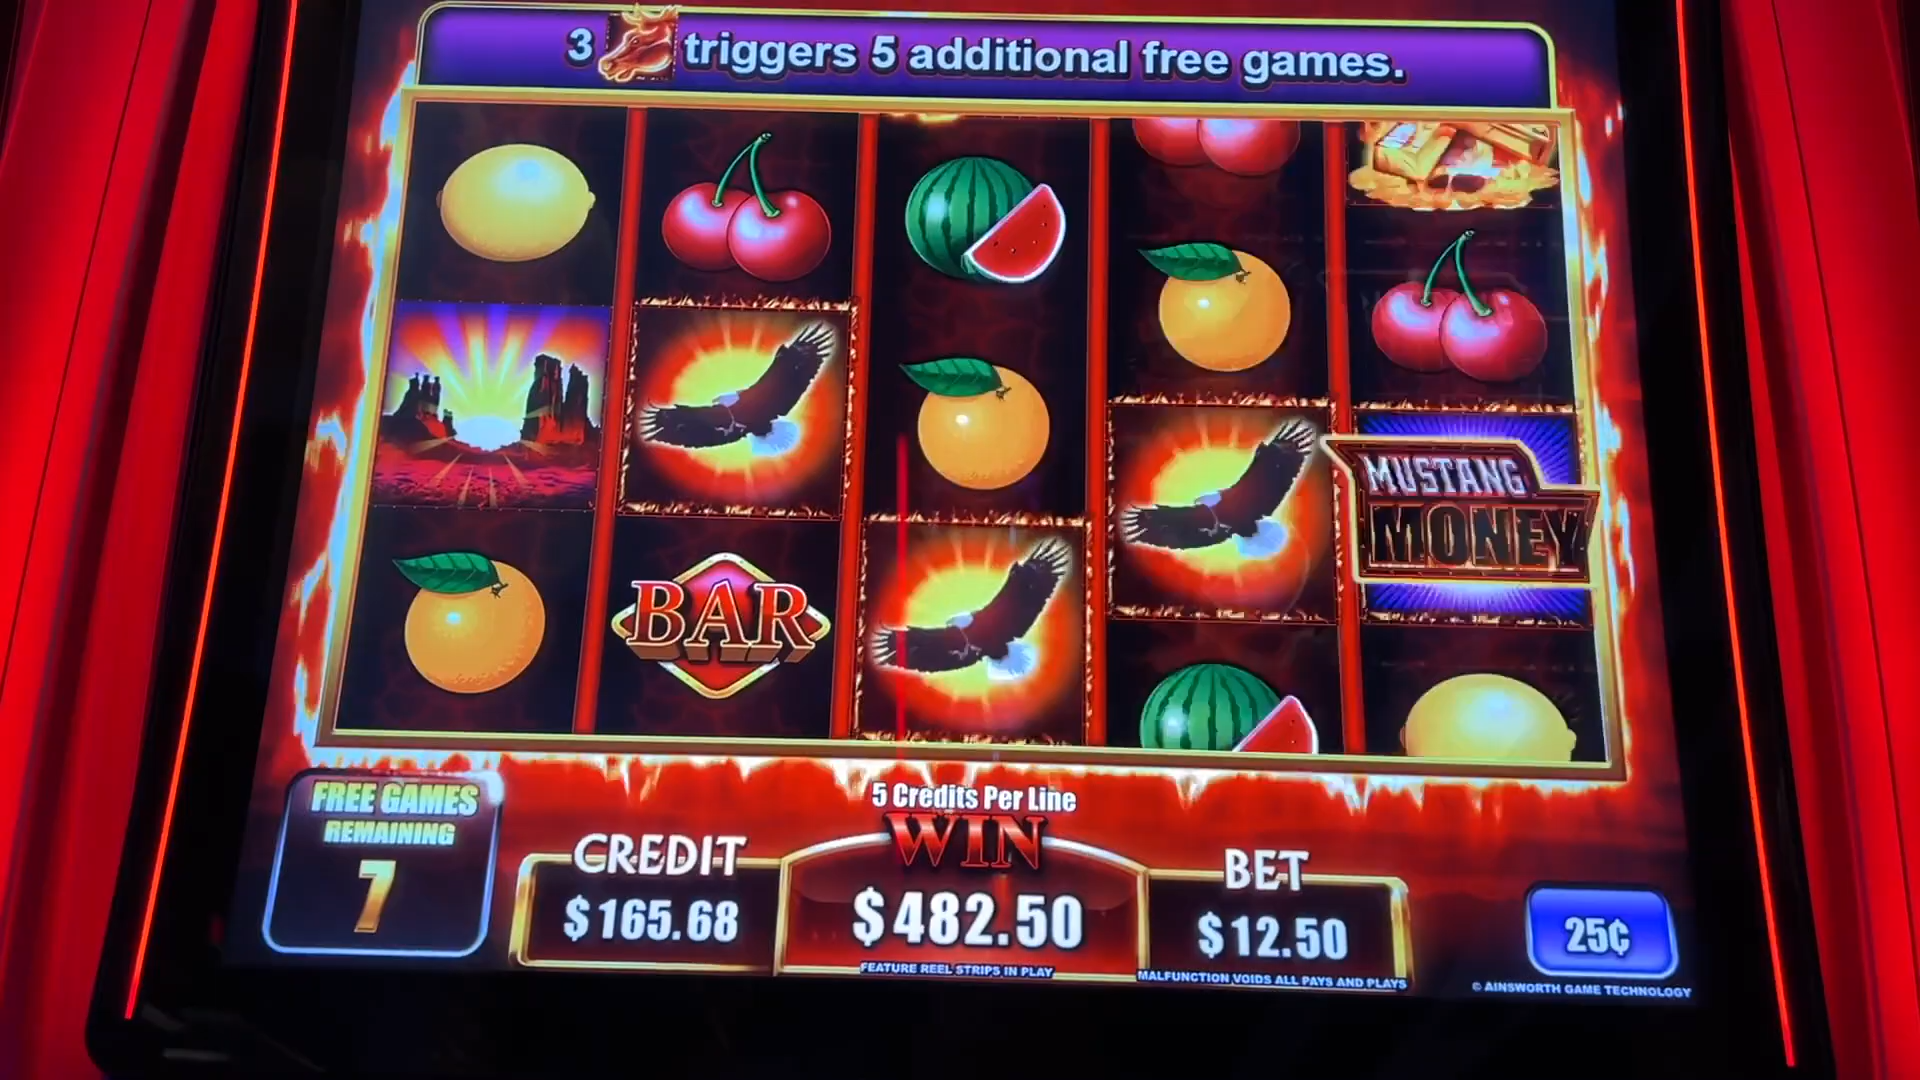 3 triggers 5 additional free games.
MUSTANG
MONEY
BAR
5 Credits Per Line
FREE GAMES
REMAINING
7
CREDIT
$165.68
WIN
$482.50
BET
$12.50
25¢
FEATURE REEL STRIPS IN PLAY
MALFUNCTION VOIDS ALL PAYS AND PLAYS
© AINSWORTH GAME TECHNOLOGY